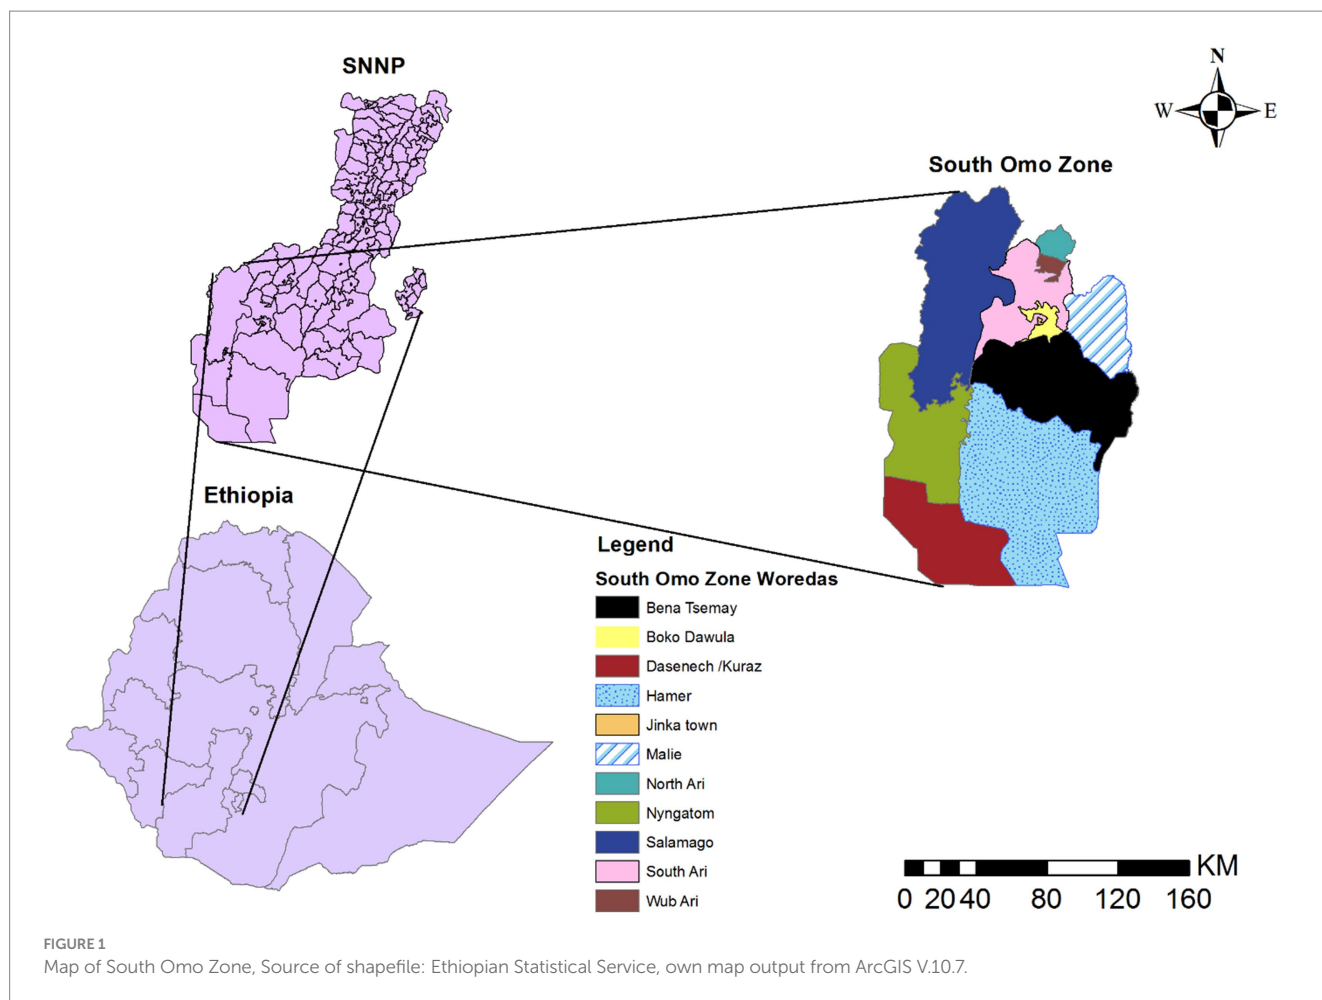 SNNP
N
W
E
S
South Omo Zone
Ethiopia
Legend
South Omo Zone Woredas
Bena Tsemay
Boko Dawula
Dasenech /Kuraz
Hamer
Jinka town
Malie
North Ari
Nyngatom
Salamago
South Ari
Wub Ari
KM
0 20 40 80 120 160
FIGURE 1
Map of South Omo Zone, Source of shapefile: Ethiopian Statistical Service, own map output from ArcGIS V.10.7.